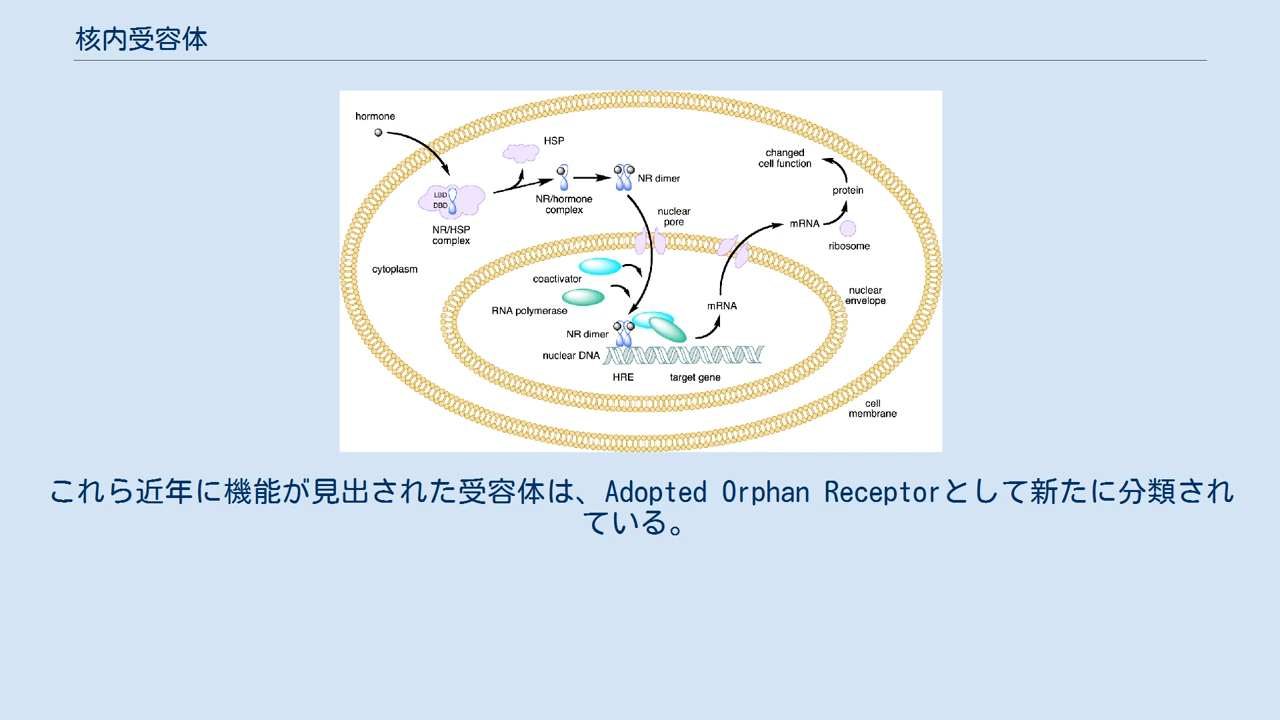 核内受容体
hormone
HSP
LBD
DBD
NR/HSP
complex
NR/hormone
complex
NR dimer
nuclear
pore
changed
cell function
protein
mRNA
ribosome
cytoplasm
coactivator
RNA polymerase
NR dimer
nuclear DNA
HRE
target gene
mRNA
nuclear
envelope
cell
membrane
これら近年に機能が見出された受容体は、Adopted Orphan Receptorとして新たに分類され
ている。